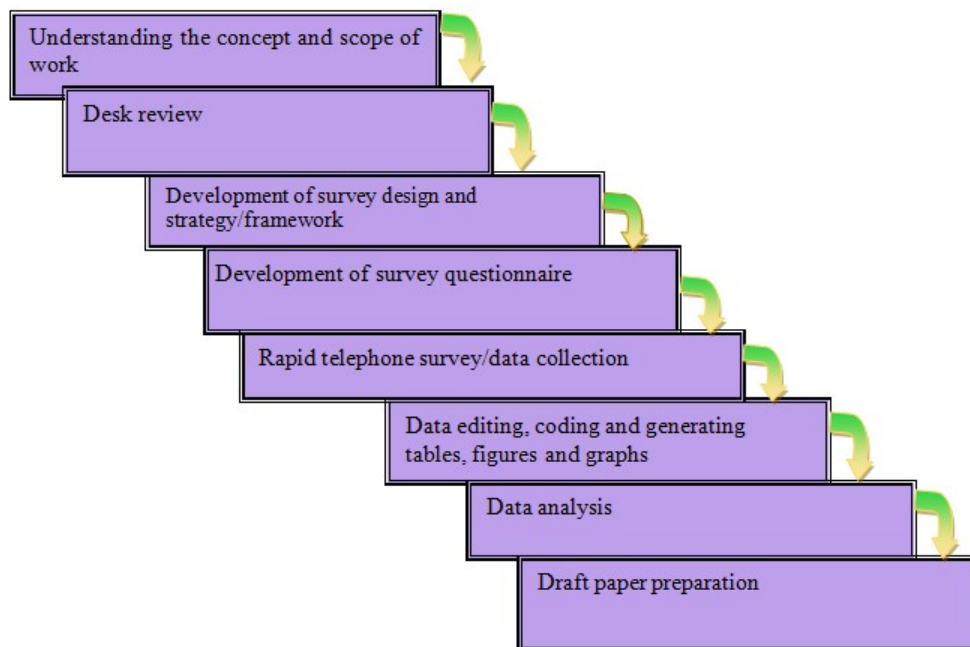 Understanding the concept and scope of
work
Desk review
Development of survey design and
strategy/framework
Development of survey questionnaire
Rapid telephone survey/data collection
Data editing, coding and generating
tables, figures and graphs
Data analysis
Draft paper preparation